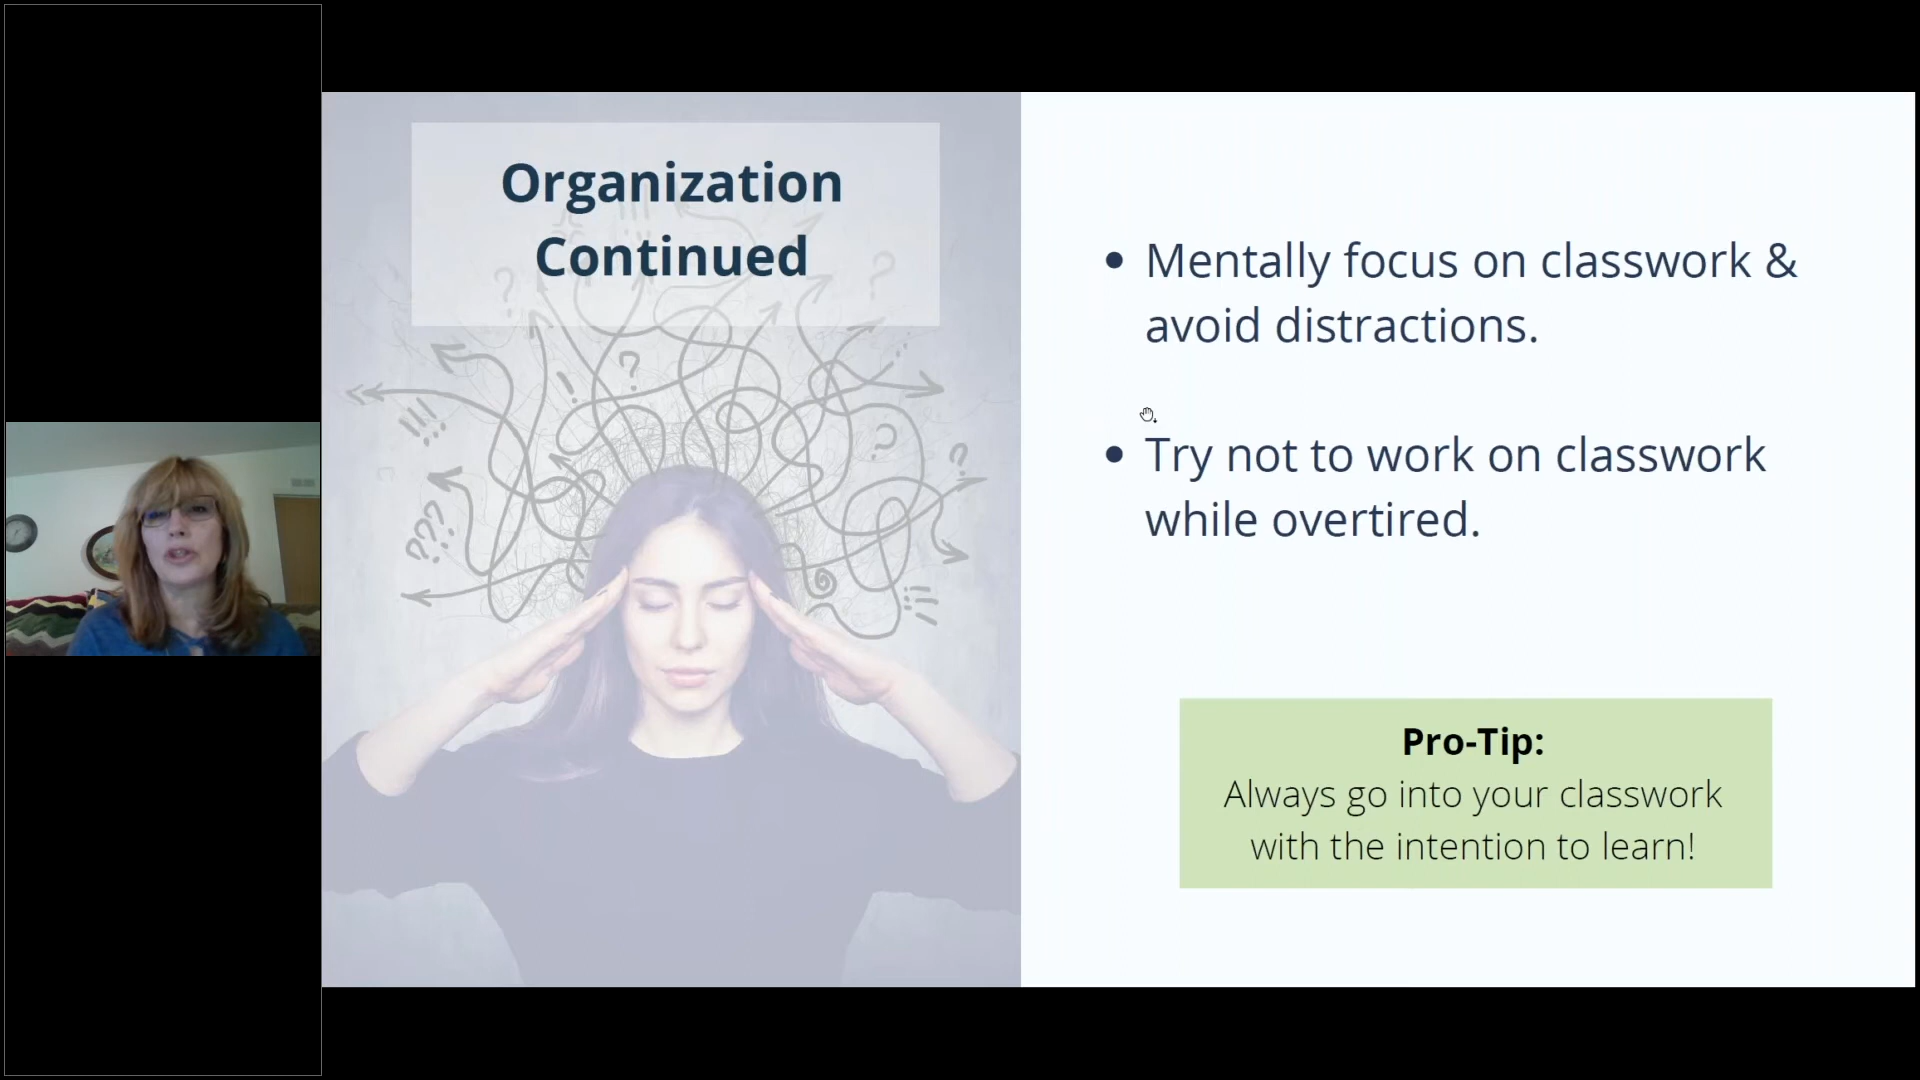 Organization
Continued
• Mentally focus on classwork &
avoid distractions.
• Try not to work on classwork
while overtired.
Pro-Tip:
Always go into your classwork
with the intention to learn!